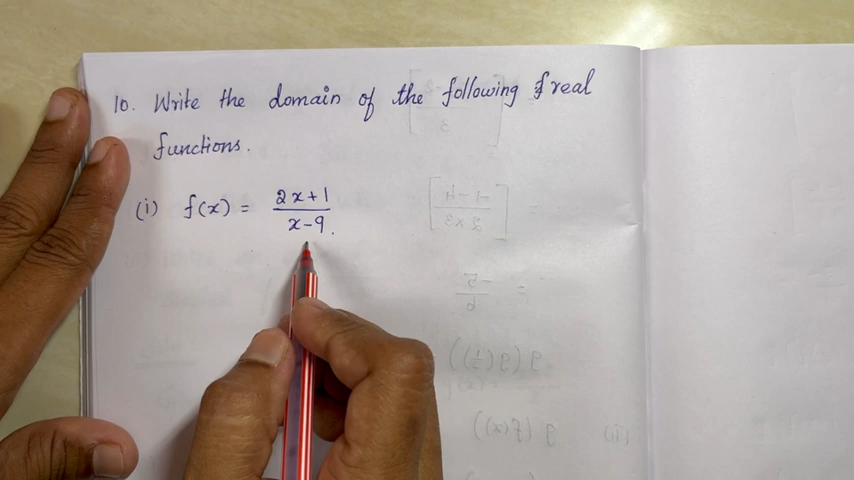 10. Write the domain of the following real
functions.
(i) f(x) = 2x+1 / x-9.